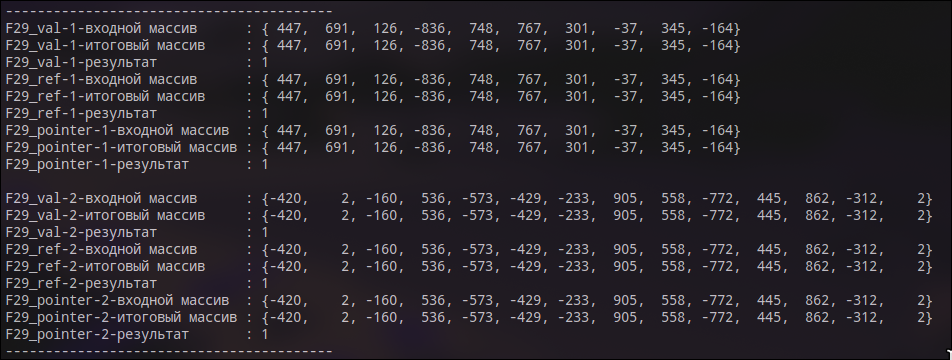 ----------------------------------------
F29_val-1-входной массив      : { 447,  691,  126, -836,  748,  767,  301,  -37,  345, -164}
F29_val-1-итоговый массив     : { 447,  691,  126, -836,  748,  767,  301,  -37,  345, -164}
F29_val-1-результат           : 1
F29_ref-1-входной массив      : { 447,  691,  126, -836,  748,  767,  301,  -37,  345, -164}
F29_ref-1-итоговый массив     : { 447,  691,  126, -836,  748,  767,  301,  -37,  345, -164}
F29_ref-1-результат           : 1
F29_pointer-1-входной массив  : { 447,  691,  126, -836,  748,  767,  301,  -37,  345, -164}
F29_pointer-1-итоговый массив : { 447,  691,  126, -836,  748,  767,  301,  -37,  345, -164}
F29_pointer-1-результат       : 1
F29_val-2-входной массив      : {-420,    2, -160,  536, -573, -429, -233,  905,  558, -772,  445,  862, -312,    2}
F29_val-2-итоговый массив     : {-420,    2, -160,  536, -573, -429, -233,  905,  558, -772,  445,  862, -312,    2}
F29_val-2-результат           : 1
F29_ref-2-входной массив      : {-420,    2, -160,  536, -573, -429, -233,  905,  558, -772,  445,  862, -312,    2}
F29_ref-2-итоговый массив     : {-420,    2, -160,  536, -573, -429, -233,  905,  558, -772,  445,  862, -312,    2}
F29_ref-2-результат           : 1
F29_pointer-2-входной массив  : {-420,    2, -160,  536, -573, -429, -233,  905,  558, -772,  445,  862, -312,    2}
F29_pointer-2-итоговый массив : {-420,    2, -160,  536, -573, -429, -233,  905,  558, -772,  445,  862, -312,    2}
F29_pointer-2-результат       : 1
----------------------------------------